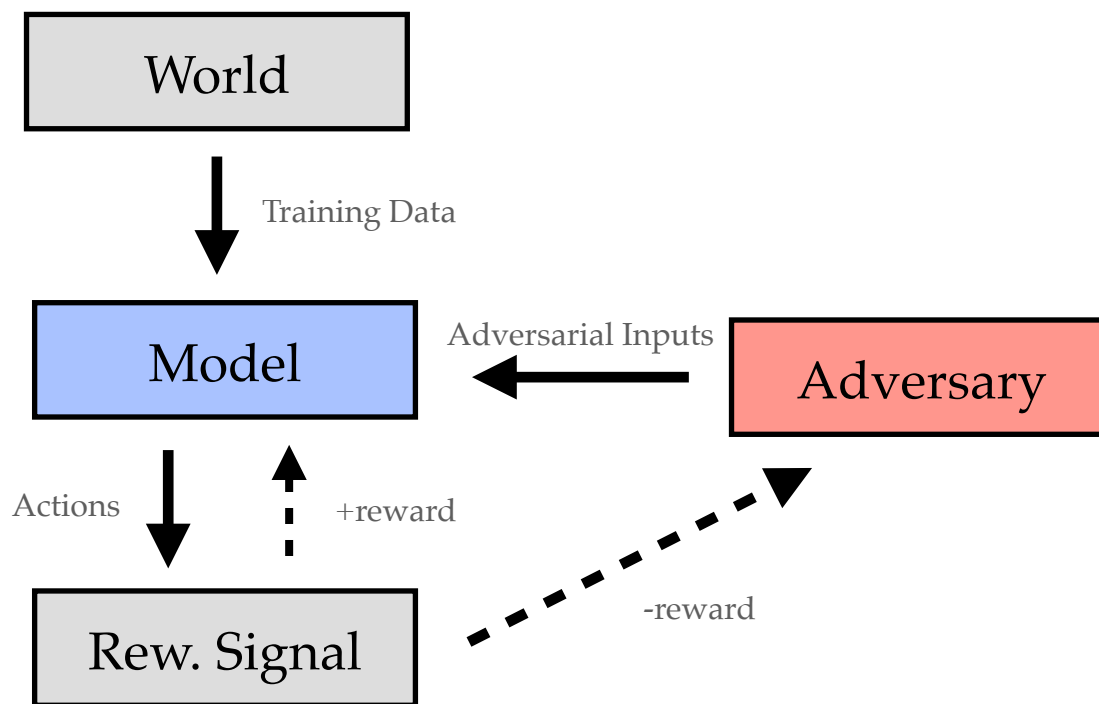 World
Training Data
Model
Adversarial Inputs
Adversary
Actions
+reward
-reward
Rew. Signal